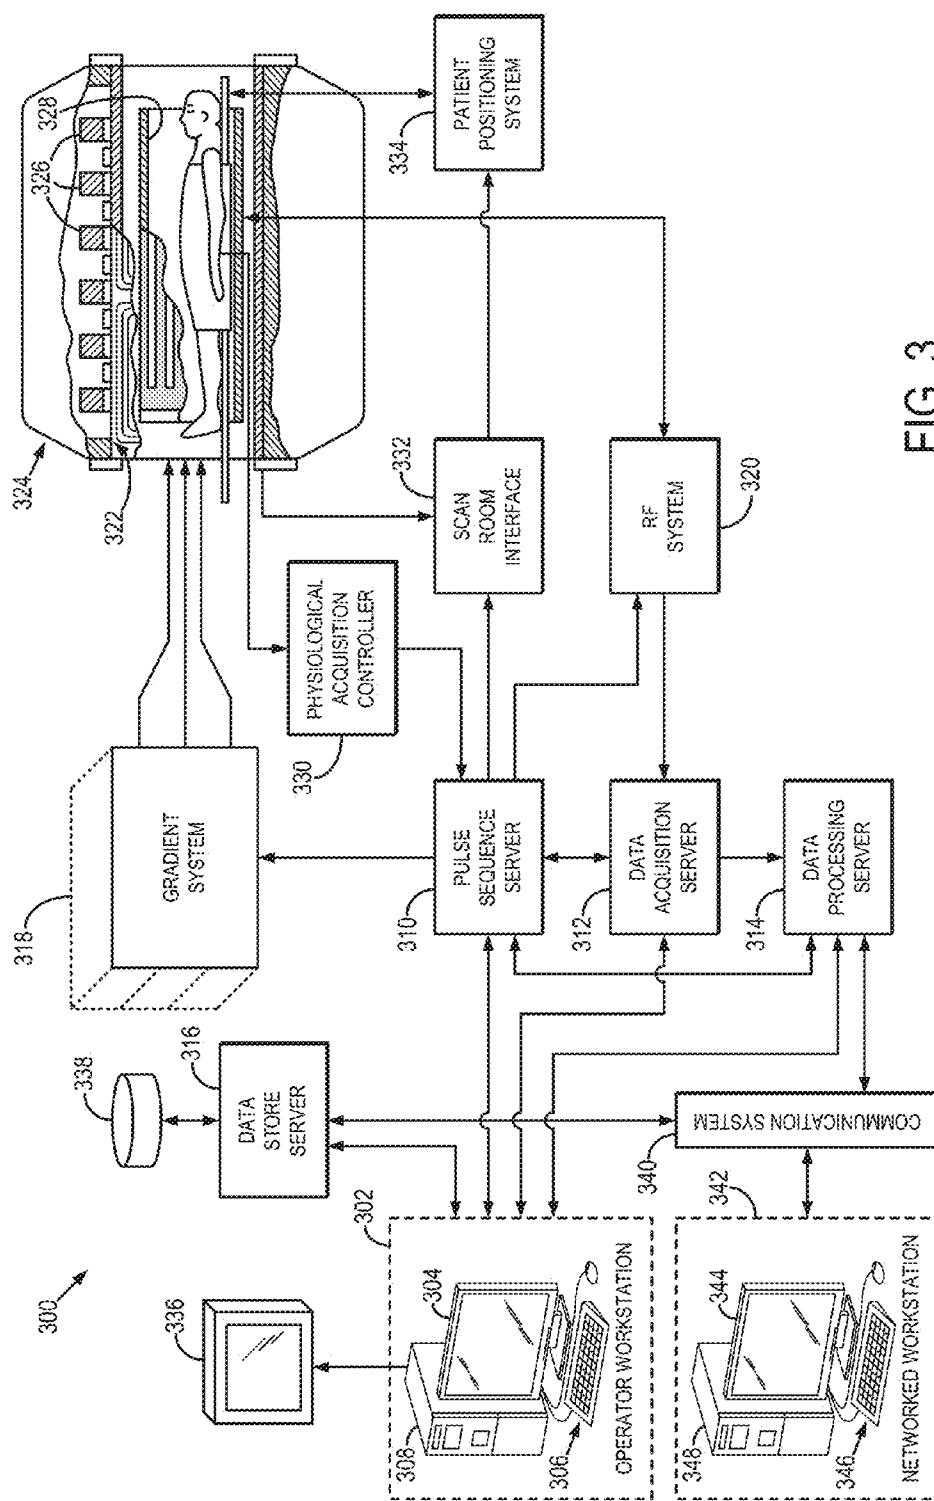 300
336
338
DATA
STORE
SERVER
316
302
304
308
306
OPERATOR WORKSTATION
340
COMMUNICATION SYSTEM
342
344
348
346
NETWORKED WORKSTATION
318
GRADIENT
SYSTEM
310
PULSE
SEQUENCE
SERVER
312
DATA
ACQUISITION
SERVER
314
DATA
PROCESSING
SERVER
330
PHYSIOLOGICAL
ACQUISITION
CONTROLLER
332
SCAN
ROOM
INTERFACE
RF
SYSTEM
320
324
322
326
328
334
PATIENT
POSITIONING
SYSTEM
FIG. 3